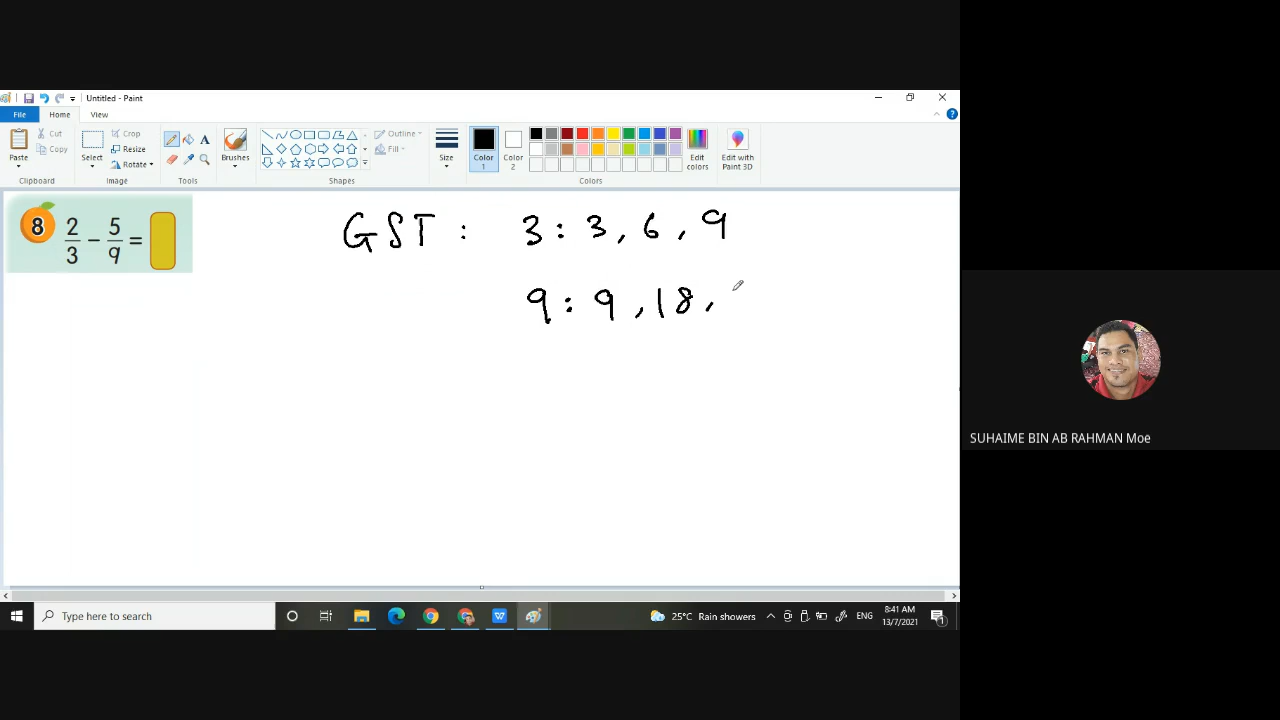 Untitled - Paint
File Home View
Paste
Cut
Copy
Clipboard
Select
Crop
Resize
Rotate
Image
Tools
Brushes
Shapes
Outline
Fill
Size
Color 1
Color 2
Edit colors
Edit with Paint 3D
Colors
8 2/3 − 5/9 =
GST : 3 : 3 , 6 , 9
9 : 9 , 18 ,
SUHAIME BIN AB RAHMAN Moe
Type here to search
25°C Rain showers
ENG
8:41 AM
13/7/2021
1